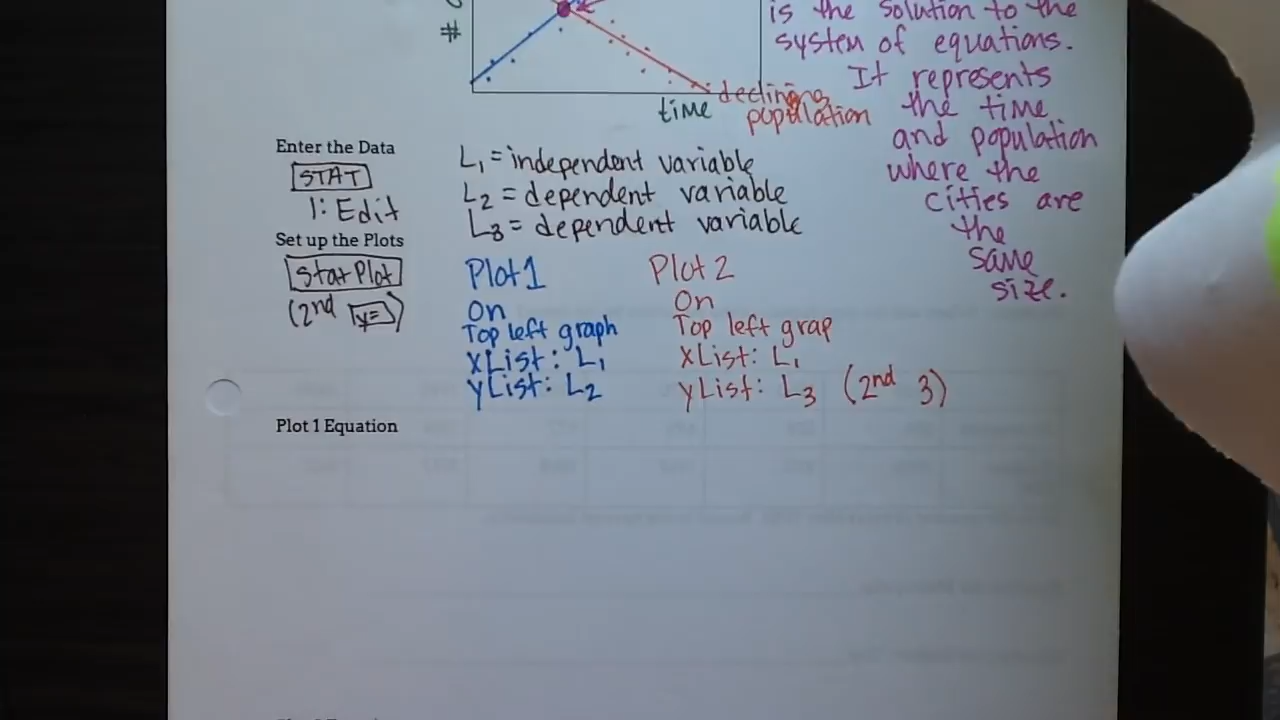 #
time
declining
population
is the solution to the
system of equations.
It represents
the time
and population
where the
cities are
the
same
size.
Enter the Data
STAT
1: Edit
L₁ = independent variable
L₂ = dependent variable
L₃ = dependent variable
Set up the Plots
Stat Plot
(2nd y=)
Plot 1
On
Top left graph
xList: L₁
yList: L₂
Plot 2
On
Top left grap
xList: L₁
yList: L₃ (2nd 3)
Plot 1 Equation